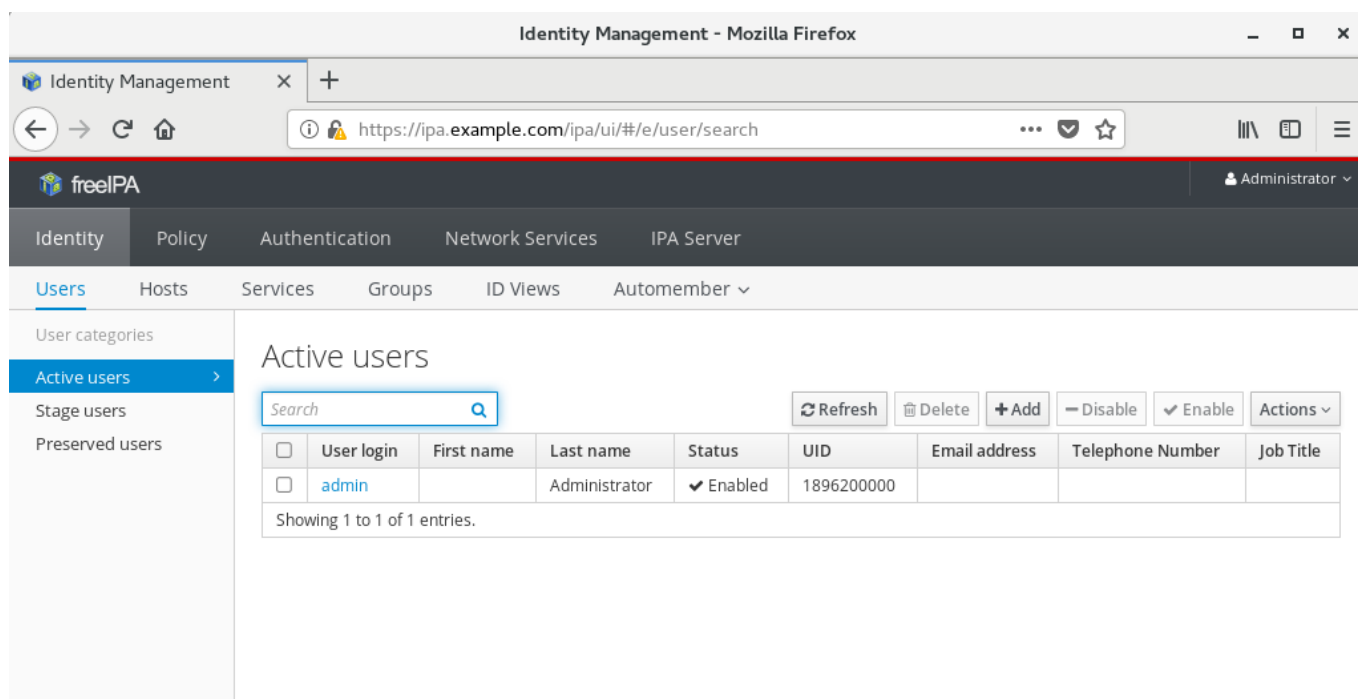 Identity Management - Mozilla Firefox
Identity Management
https://ipa.example.com/ipa/ui/#/e/user/search
freeIPA Administrator
Identity Policy Authentication Network Services IPA Server
Users Hosts Services Groups ID Views Automember
User categories
Active users
Stage users
Preserved users
Active users
Search Refresh Delete Add Disable Enable Actions
User login First name Last name Status UID Email address Telephone Number Job Title
admin Administrator Enabled 1896200000
Showing 1 to 1 of 1 entries.